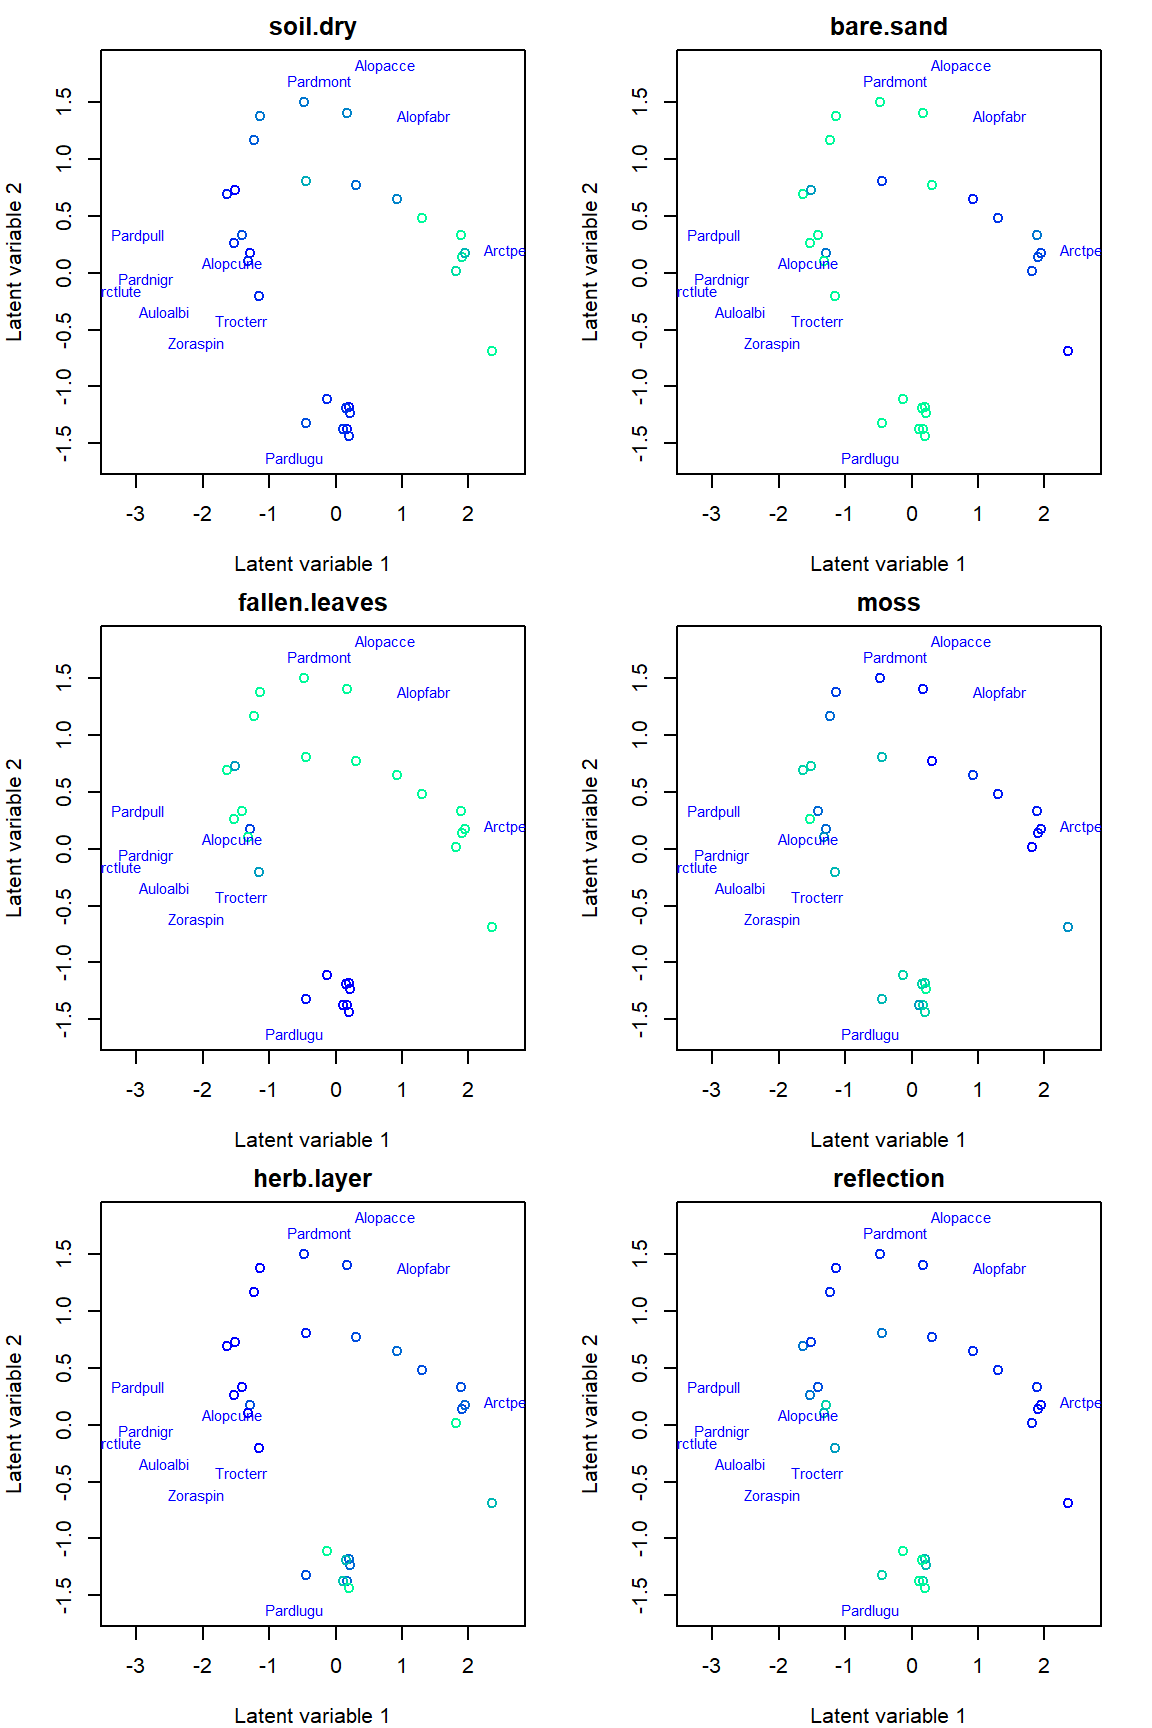 soil.dry
Alopacce
Pardmont
Alopfabr
Pardpull
Arctpe
Alopcune
Pardnigr
rctlute
Auloalbi
Trocterr
Zoraspin
Pardlugu
1.5
1.0
0.5
0.0
-0.5
-1.0
-1.5
Latent variable 2
-3 -2 -1 0 1 2
Latent variable 1
bare.sand
Alopacce
Pardmont
Alopfabr
Pardpull
Arctpe
Alopcune
Pardnigr
rctlute
Auloalbi
Trocterr
Zoraspin
Pardlugu
1.5
1.0
0.5
0.0
-0.5
-1.0
-1.5
Latent variable 2
-3 -2 -1 0 1 2
Latent variable 1
fallen.leaves
Alopacce
Pardmont
Alopfabr
Pardpull
Arctpe
Alopcune
Pardnigr
rctlute
Auloalbi
Trocterr
Zoraspin
Pardlugu
1.5
1.0
0.5
0.0
-0.5
-1.0
-1.5
Latent variable 2
-3 -2 -1 0 1 2
Latent variable 1
moss
Alopacce
Pardmont
Alopfabr
Pardpull
Arctpe
Alopcune
Pardnigr
rctlute
Auloalbi
Trocterr
Zoraspin
Pardlugu
1.5
1.0
0.5
0.0
-0.5
-1.0
-1.5
Latent variable 2
-3 -2 -1 0 1 2
Latent variable 1
herb.layer
Alopacce
Pardmont
Alopfabr
Pardpull
Arctpe
Alopcune
Pardnigr
rctlute
Auloalbi
Trocterr
Zoraspin
Pardlugu
1.5
1.0
0.5
0.0
-0.5
-1.0
-1.5
Latent variable 2
-3 -2 -1 0 1 2
Latent variable 1
reflection
Alopacce
Pardmont
Alopfabr
Pardpull
Arctpe
Alopcune
Pardnigr
rctlute
Auloalbi
Trocterr
Zoraspin
Pardlugu
1.5
1.0
0.5
0.0
-0.5
-1.0
-1.5
Latent variable 2
-3 -2 -1 0 1 2
Latent variable 1